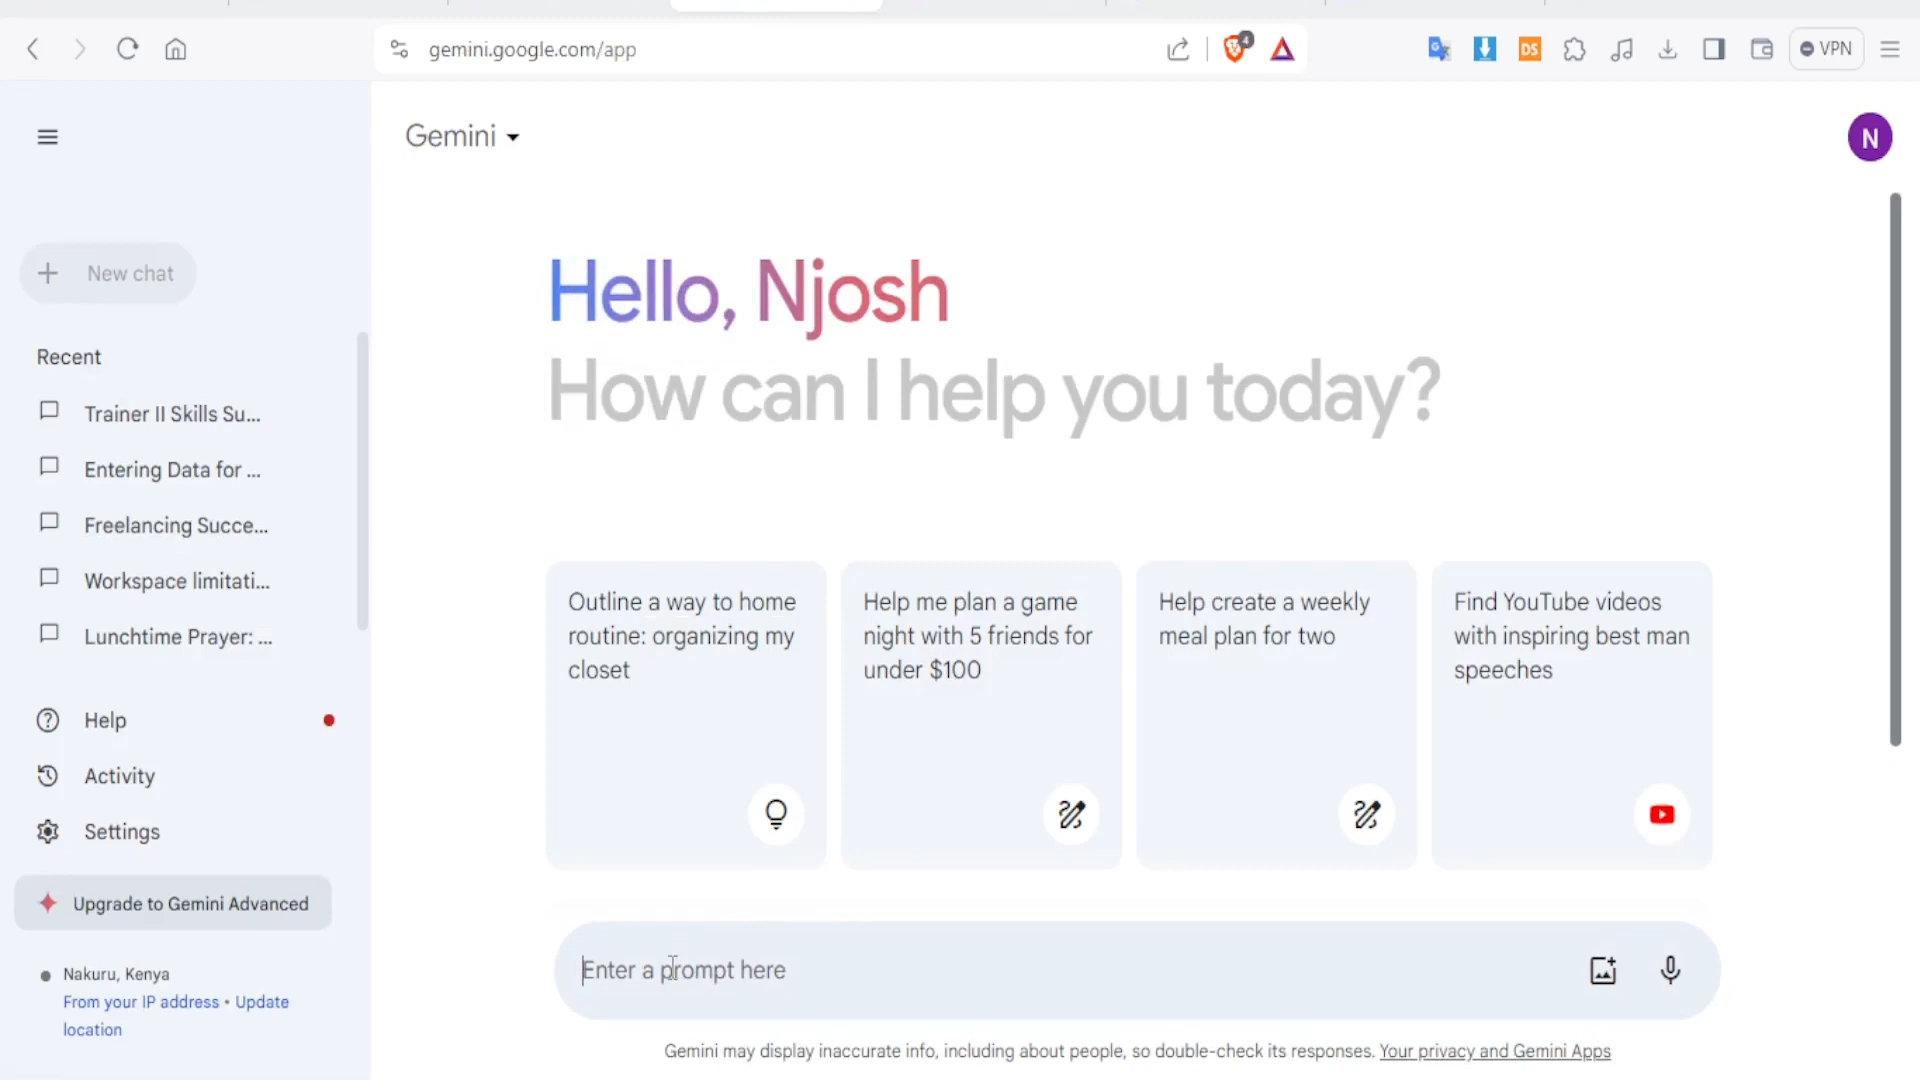 gemini.google.com/app
4
DS
VPN
Gemini
N
New chat
Recent
Trainer II Skills Su...
Entering Data for ...
Freelancing Succe...
Workspace limitati...
Lunchtime Prayer: ...
Help
Activity
Settings
Upgrade to Gemini Advanced
Nakuru, Kenya
From your IP address • Update
location
Hello, Njosh
How can I help you today?
Outline a way to home
routine: organizing my
closet
Help me plan a game
night with 5 friends for
under $100
Help create a weekly
meal plan for two
Find YouTube videos
with inspiring best man
speeches
Enter a prompt here
Gemini may display inaccurate info, including about people, so double-check its responses. Your privacy and Gemini Apps